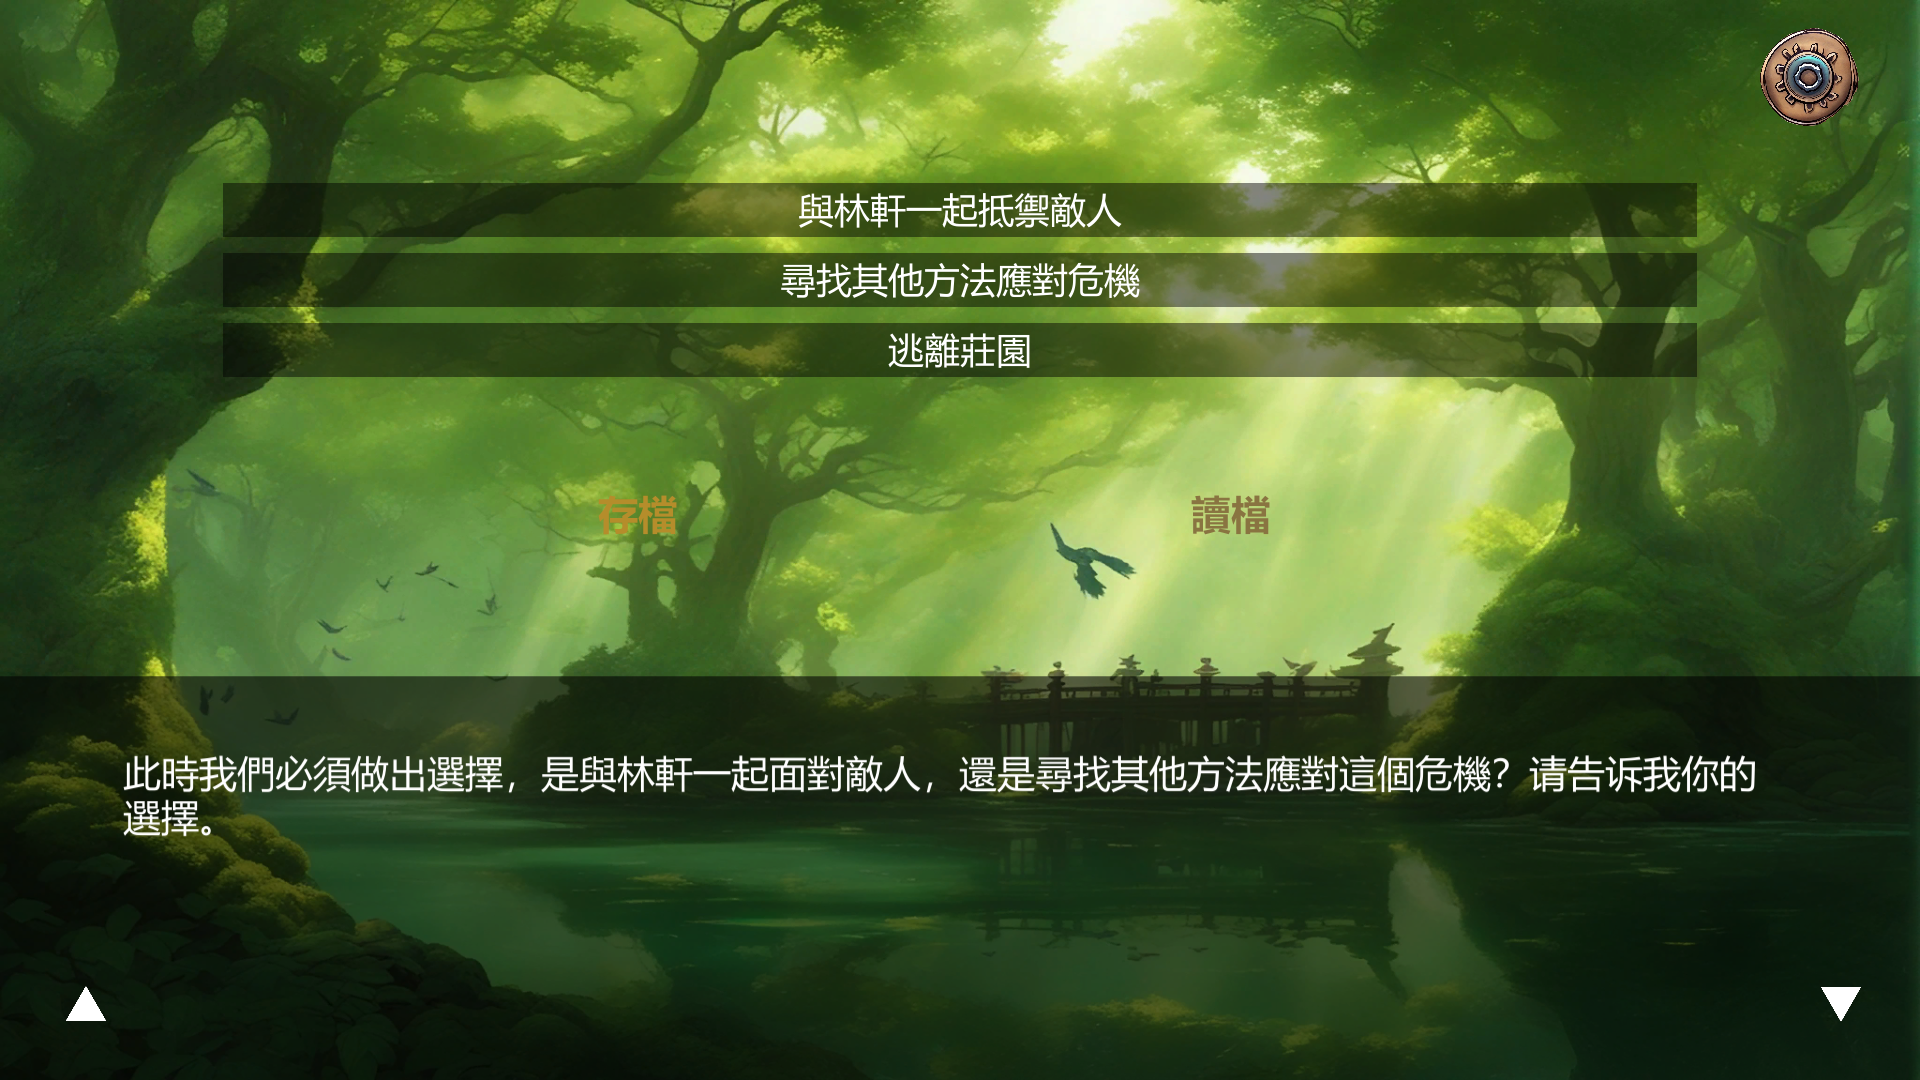 與林軒一起抵禦敵人
尋找其他方法應對危機
逃離莊園
存檔
讀檔
此時我們必須做出選擇，是與林軒一起面對敵人，還是尋找其他方法應對這個危機？请告诉我你的
選擇。